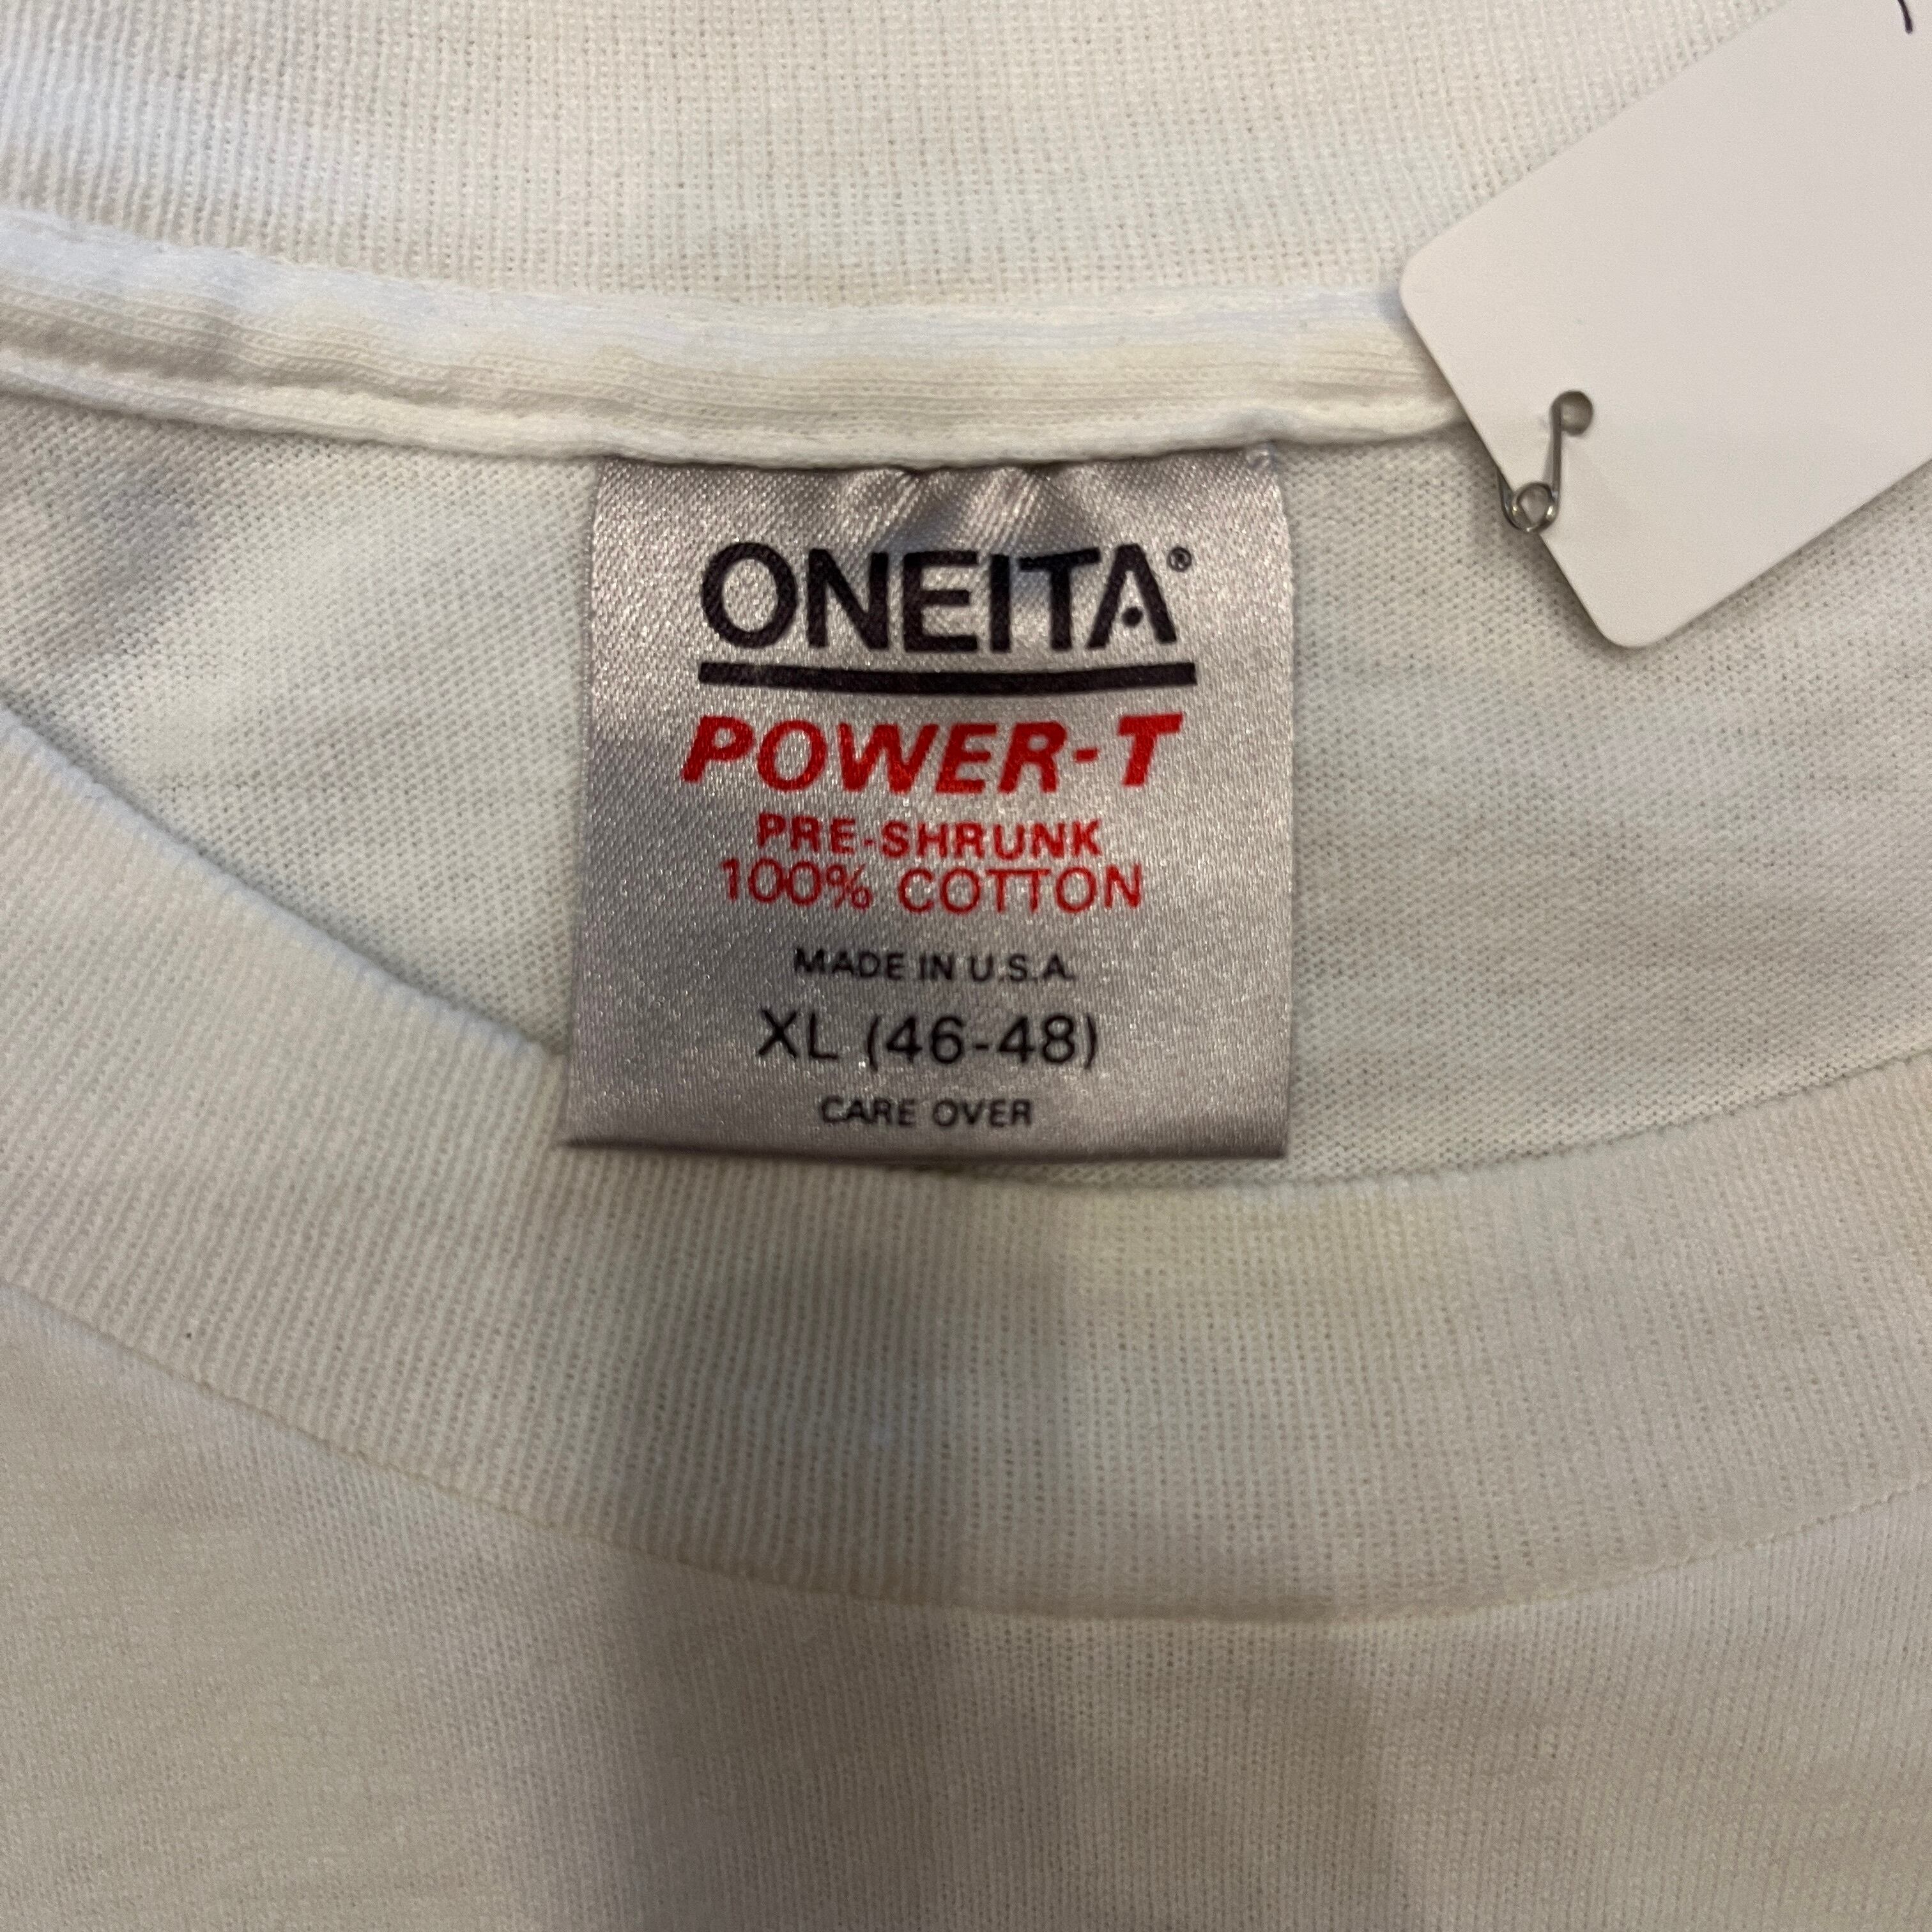 ONEITA®
POWER-T
PRE-SHRUNK
100% COTTON
MADE IN U.S.A.
XL (46-48)
CARE OVER